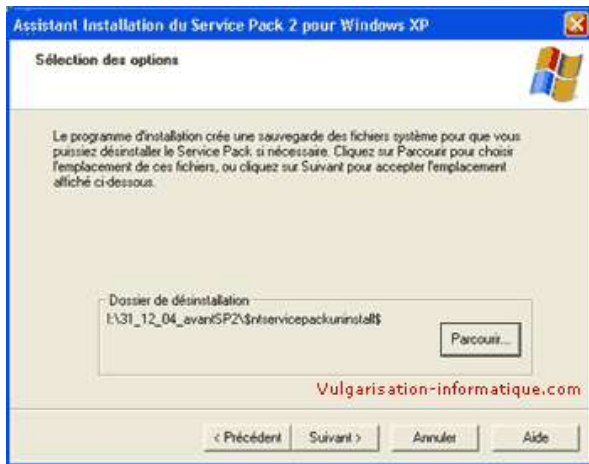 Assistant Installation du Service Pack 2 pour Windows XP
Sélection des options
Le programme d'installation crée une sauvegarde des fichiers système pour que vous
puissiez désinstaller le Service Pack si nécessaire. Cliquez sur Parcourir pour choisir
l'emplacement de ces fichiers, ou cliquez sur Suivant pour accepter l'emplacement
affiché ci-dessous.
Dossier de désinstallation
I:\31_12_04_avantSP2\$ntservicepackuninstall$
Parcourir...
Vulgarisation-informatique.com
< Précédent
Suivant >
Annuler
Aide